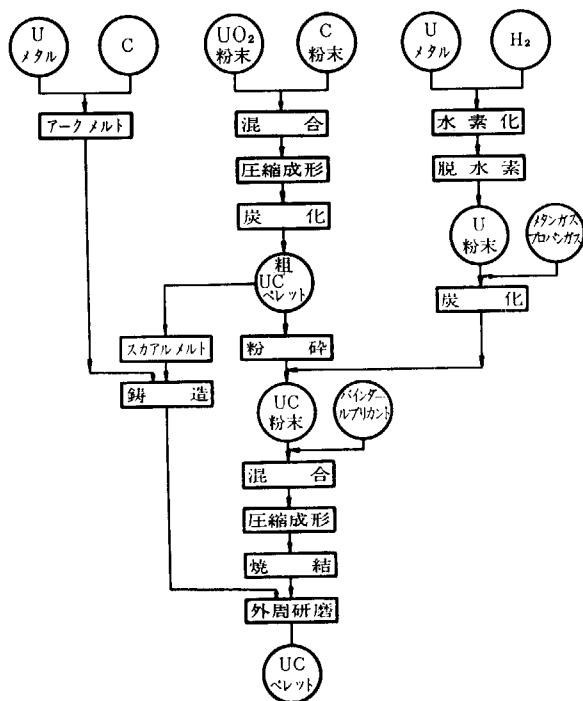 U
メタル
C
UO₂
粉末
C
粉末
U
メタル
H₂
アークメルト
混合
水素化
圧縮成形
脱水素
炭化
U
粉末
メタンガス
プロパンガス
粗
UC
ペレット
炭化
スカアルメルト
粉砕
鋳造
UC
粉末
バインダー・
ルブリカント
混合
圧縮成形
焼結
外周研磨
UC
ペレット